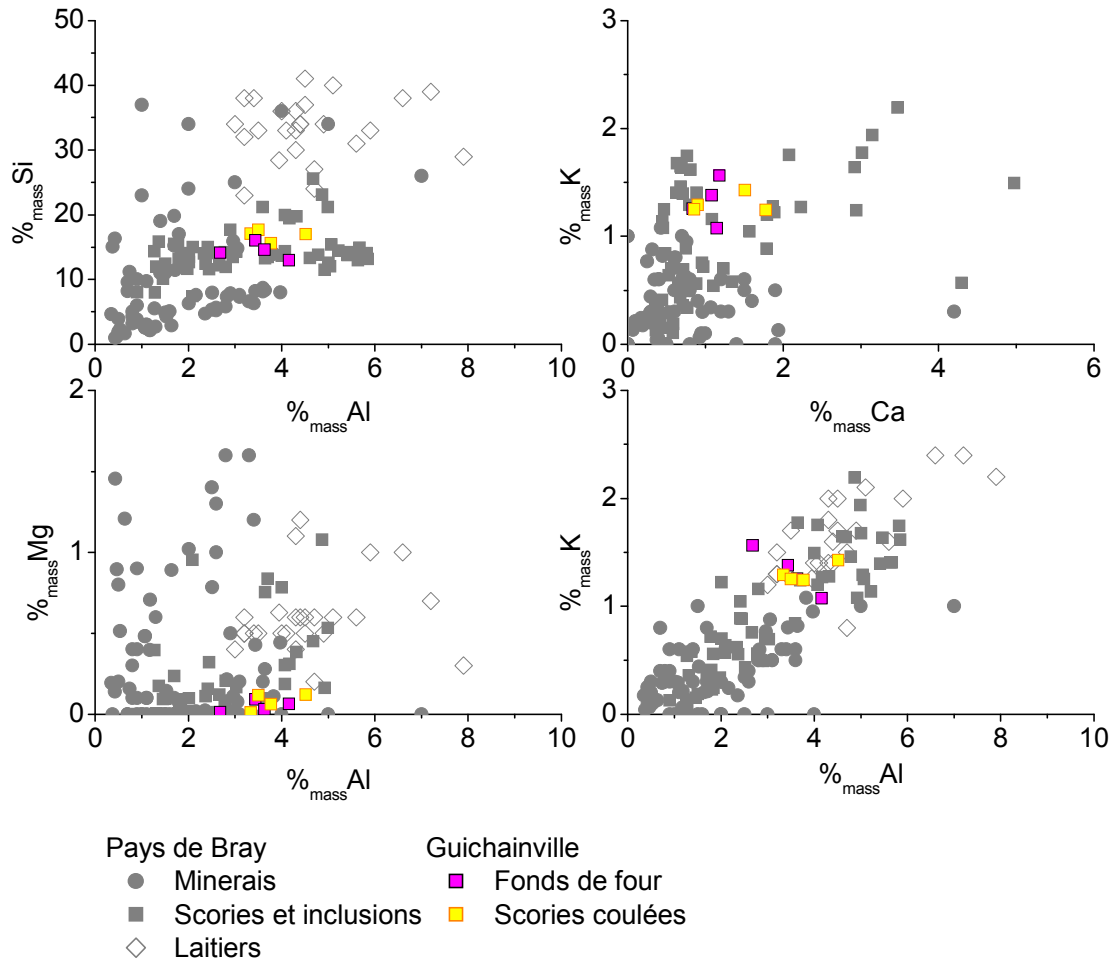 50
40
30
20
10
0
%massSi
0 2 4 6 8 10
%massAl
3
2
1
0
%massK
0 2 4 6
%massCa
2
1
0
%massMg
0 2 4 6 8 10
%massAl
3
2
1
0
%massK
0 2 4 6 8 10
%massAl
Pays de Bray
Minerais
Scories et inclusions
Laitiers
Guichainville
Fonds de four
Scories coulées